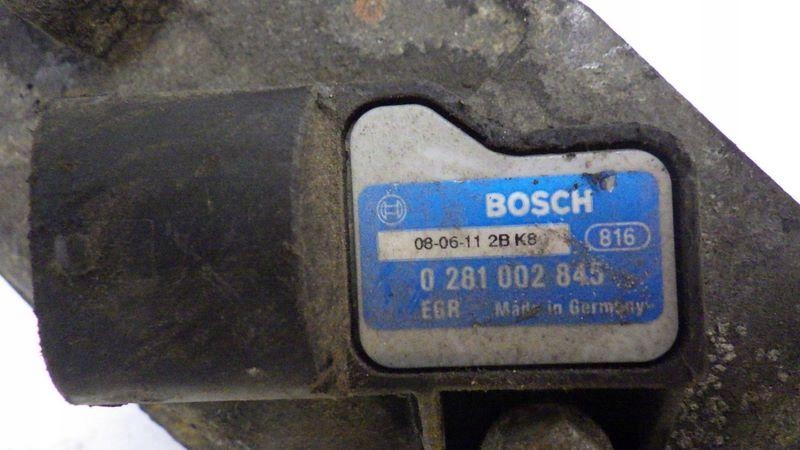 BOSCH
08-06-11 2B K8 816
0 281 002 845
EGR Made in Germany